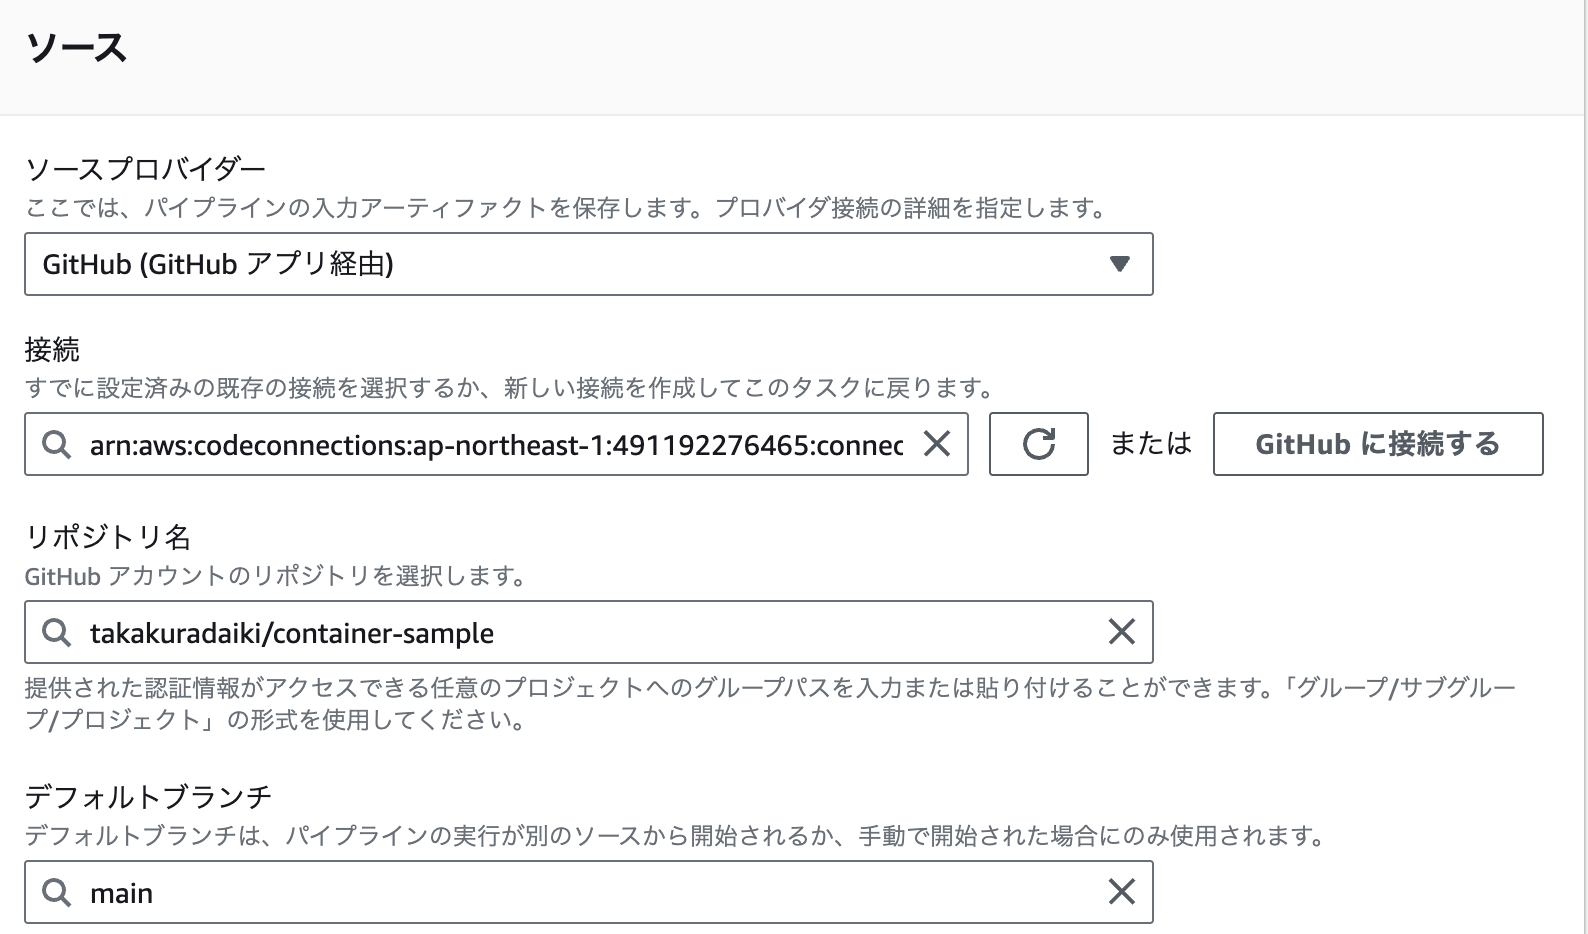 ソース
ソースプロバイダー
ここでは、パイプラインの入力アーティファクトを保存します。プロバイダ接続の詳細を指定します。
GitHub (GitHub アプリ経由)
接続
すでに設定済みの既存の接続を選択するか、新しい接続を作成してこのタスクに戻ります。
arn:aws:codeconnections:ap-northeast-1:491192276465:connec
または
GitHub に接続する
リポジトリ名
GitHub アカウントのリポジトリを選択します。
takakuradaiki/container-sample
提供された認証情報がアクセスできる任意のプロジェクトへのグループパスを入力または貼り付けることができます。「グループ/サブグルー
プ/プロジェクト」の形式を使用してください。
デフォルトブランチ
デフォルトブランチは、パイプラインの実行が別のソースから開始されるか、手動で開始された場合にのみ使用されます。
main